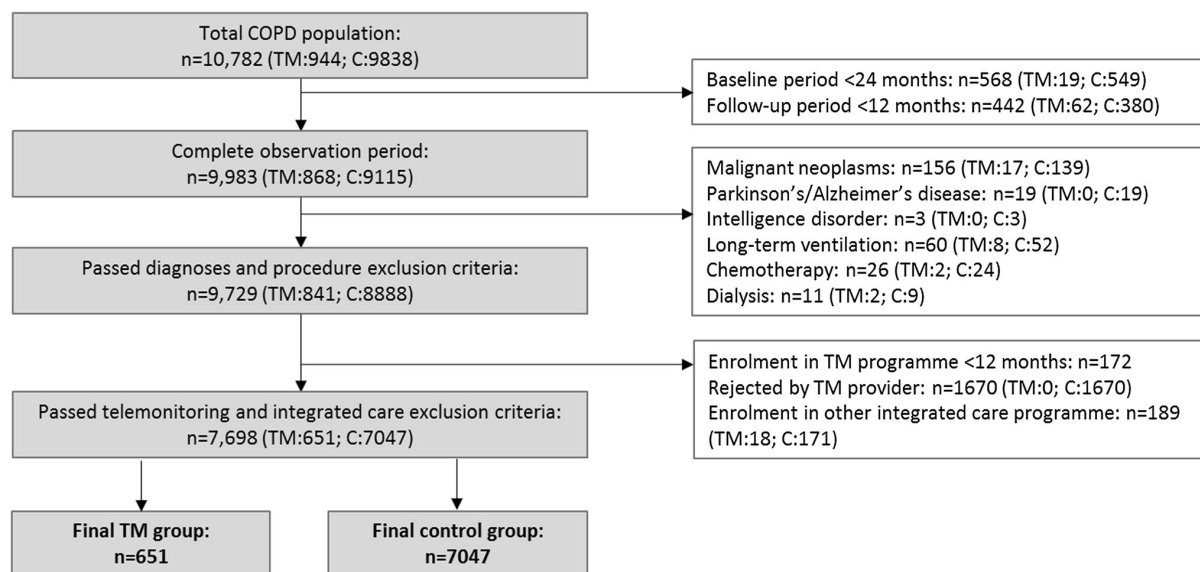 Total COPD population:
n=10,782 (TM:944; C:9838)
Baseline period <24 months: n=568 (TM:19; C:549)
Follow-up period <12 months: n=442 (TM:62; C:380)
Complete observation period:
n=9,983 (TM:868; C:9115)
Malignant neoplasms: n=156 (TM:17; C:139)
Parkinson's/Alzheimer's disease: n=19 (TM:0; C:19)
Intelligence disorder: n=3 (TM:0; C:3)
Long-term ventilation: n=60 (TM:8; C:52)
Chemotherapy: n=26 (TM:2; C:24)
Dialysis: n=11 (TM:2; C:9)
Passed diagnoses and procedure exclusion criteria:
n=9,729 (TM:841; C:8888)
Enrolment in TM programme <12 months: n=172
Rejected by TM provider: n=1670 (TM:0; C:1670)
Enrolment in other integrated care programme: n=189
(TM:18; C:171)
Passed telemonitoring and integrated care exclusion criteria:
n=7,698 (TM:651; C:7047)
Final TM group:
n=651
Final control group:
n=7047